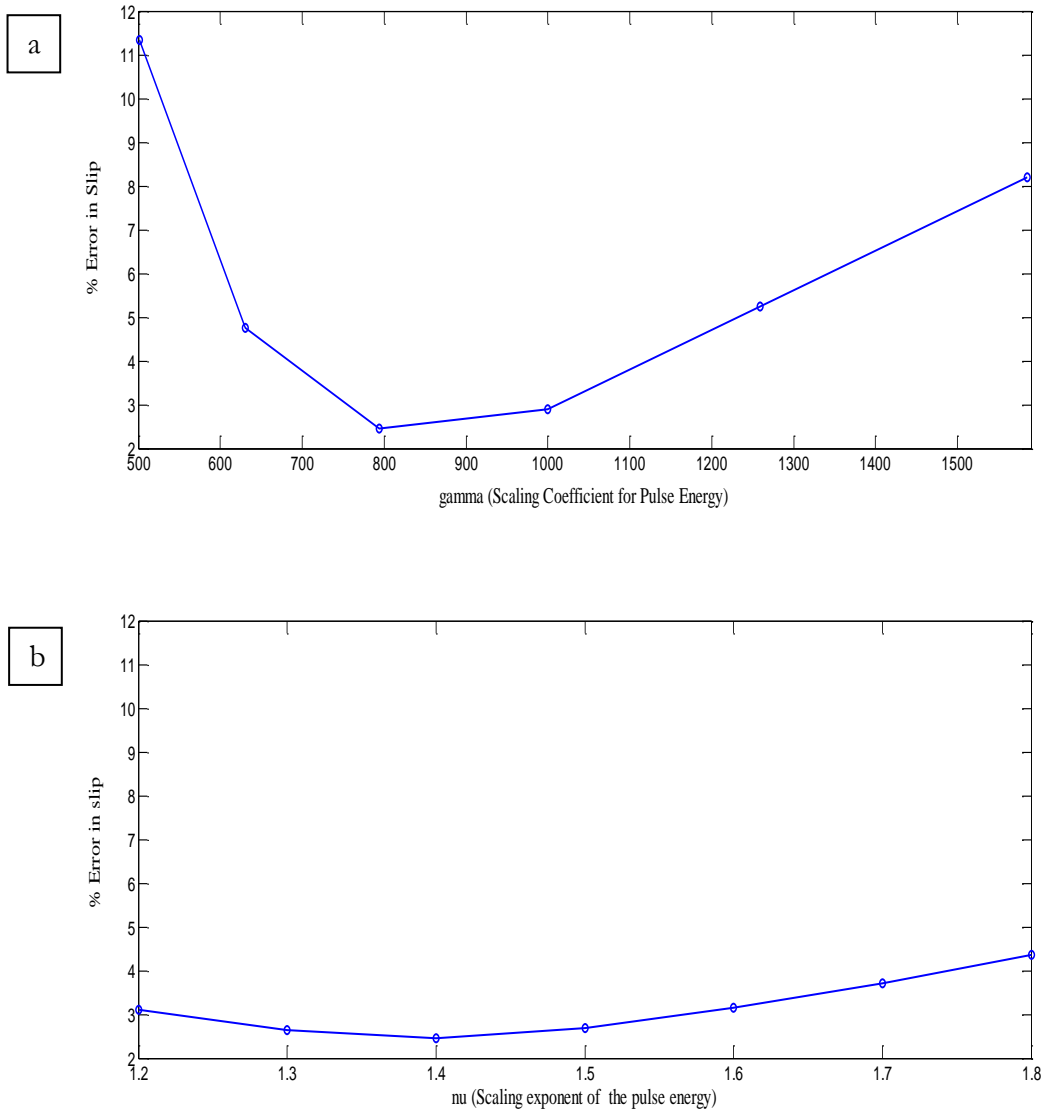 a
12
11
10
9
8
7
6
5
4
3
2
% Error in Slip
500 600 700 800 900 1000 1100 1200 1300 1400 1500
gamma (Scaling Coefficient for Pulse Energy)
b
12
11
10
9
8
7
6
5
4
3
2
% Error in slip
1.2 1.3 1.4 1.5 1.6 1.7 1.8
nu (Scaling exponent of the pulse energy)